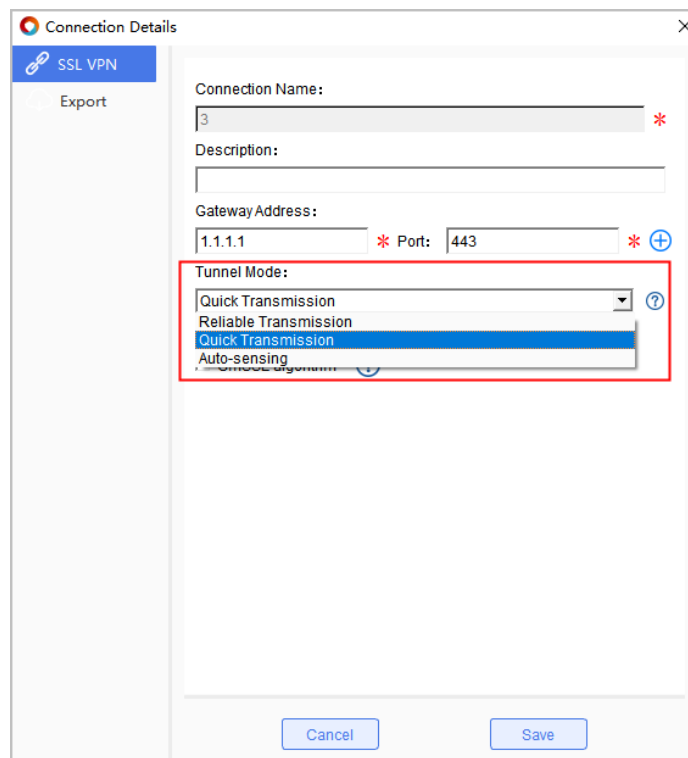 Connection Details
SSL VPN
Export
Connection Name:
3
*
Description:
Gateway Address:
1.1.1.1 * Port: 443 *
Tunnel Mode:
Quick Transmission
Reliable Transmission
Quick Transmission
Auto-sensing
algorithm
Cancel
Save